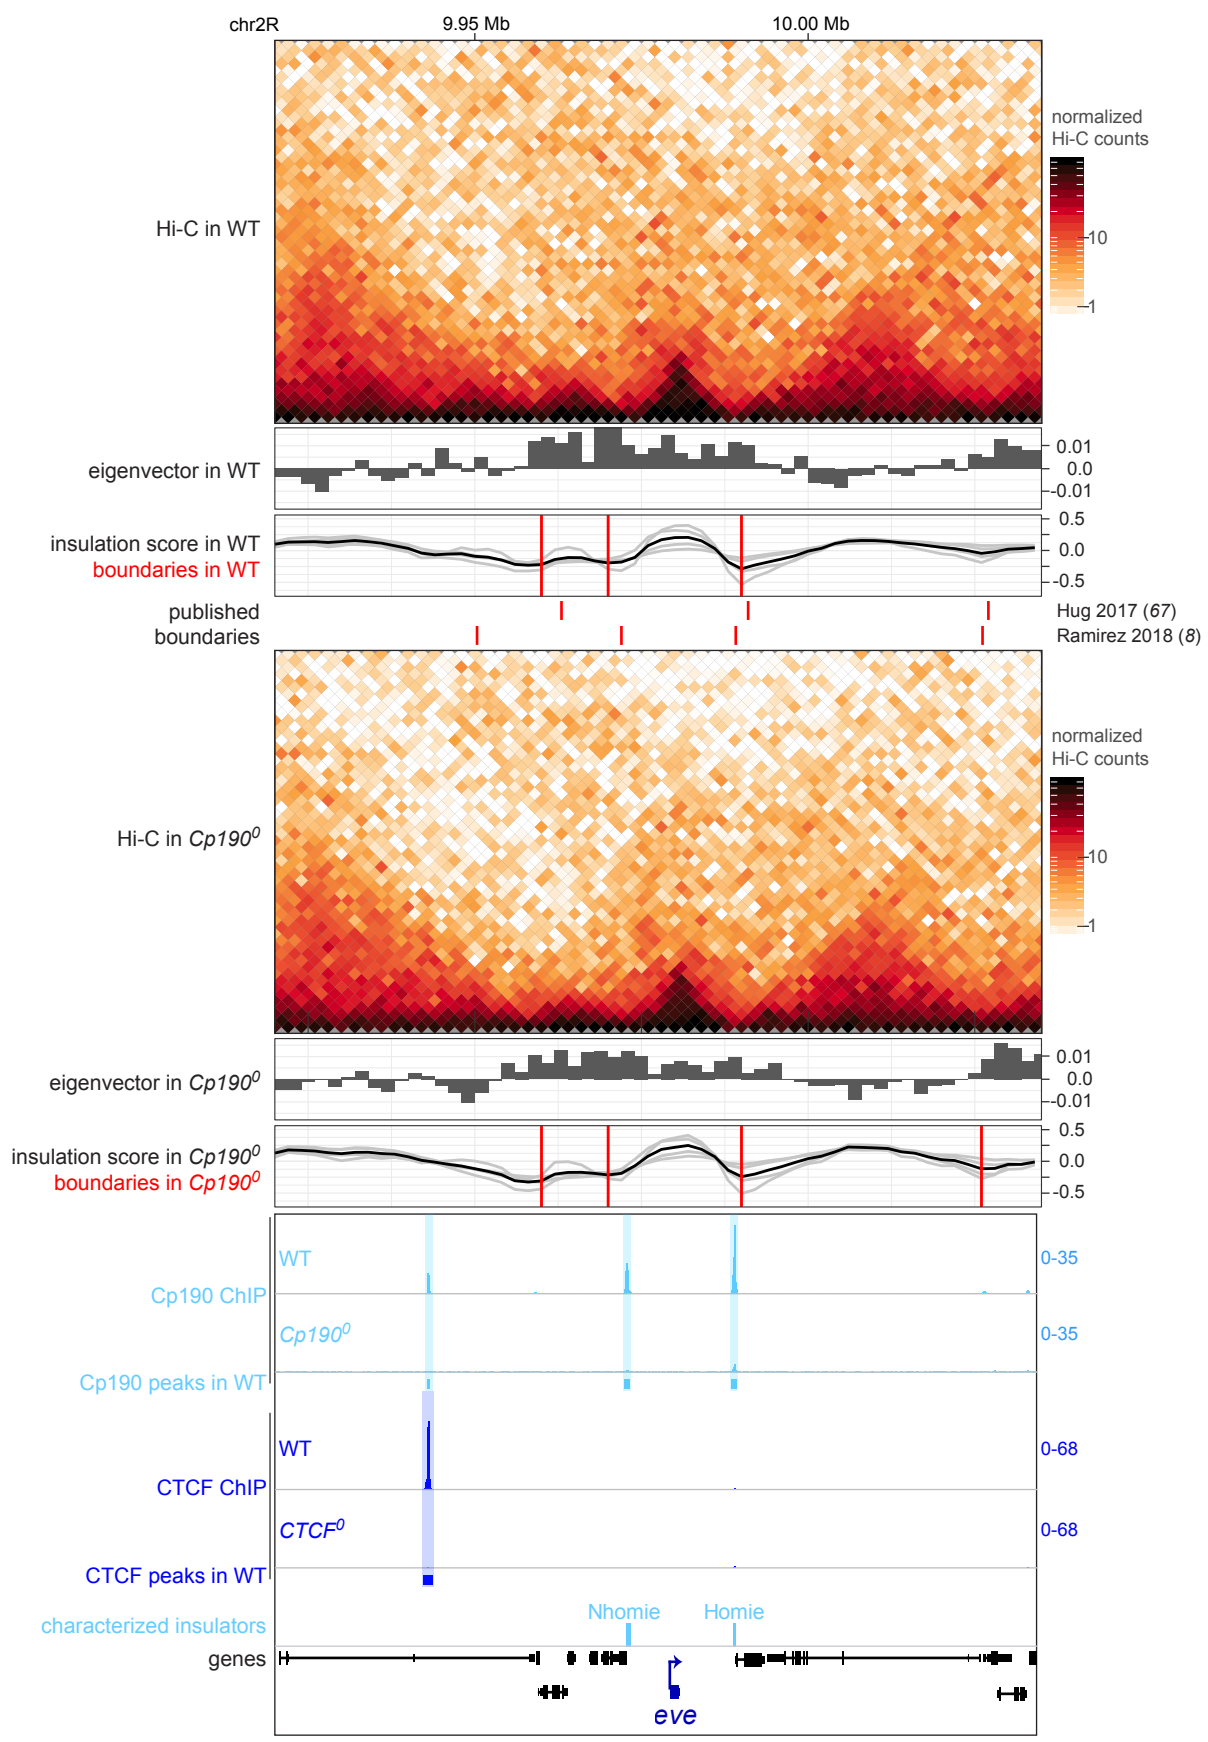 chr2R 9.95 Mb 10.00 Mb
normalized
Hi-C counts
Hi-C in WT
10
1
eigenvector in WT
0.01
0.0
-0.01
insulation score in WT
boundaries in WT
0.5
0.0
-0.5
published
boundaries
Hug 2017 (67)
Ramirez 2018 (8)
normalized
Hi-C counts
Hi-C in Cp190⁰
10
1
eigenvector in Cp190⁰
0.01
0.0
-0.01
insulation score in Cp190⁰
boundaries in Cp190⁰
0.5
0.0
-0.5
WT
0-35
Cp190 ChIP
Cp190⁰
0-35
Cp190 peaks in WT
WT
0-68
CTCF ChIP
CTCF⁰
0-68
CTCF peaks in WT
Nhomie Homie
characterized insulators
genes
eve